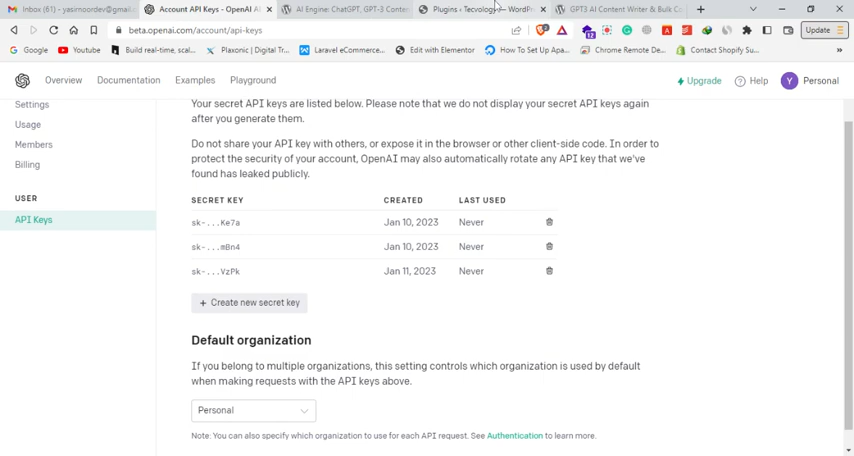 Inbox (61) - yasirnoordev@gmail.c
Account API Keys - OpenAI A
AI Engine: ChatGPT, GPT-3 Conten
Plugins ‹ Tecvology
WordPr
GPT3 AI Content Writer & Bulk Co
beta.openai.com/account/api-keys
12
Update
Google
Youtube
Build real-time, scal...
Plaxonic | Digital Tr...
Laravel eCommerce...
Edit with Elementor
How To Set Up Apa...
Chrome Remote De...
Contact Shopify Su...
»
Overview
Documentation
Examples
Playground
Upgrade
Help
Y
Personal
Settings
Usage
Members
Billing
USER
API Keys
Your secret API keys are listed below. Please note that we do not display your secret API keys again
after you generate them.
Do not share your API key with others, or expose it in the browser or other client-side code. In order to
protect the security of your account, OpenAI may also automatically rotate any API key that we've
found has leaked publicly.
SECRET KEY CREATED LAST USED
sk-...Ke7a Jan 10, 2023 Never
sk-...mBn4 Jan 10, 2023 Never
sk-...VzPk Jan 11, 2023 Never
+ Create new secret key
Default organization
If you belong to multiple organizations, this setting controls which organization is used by default
when making requests with the API keys above.
Personal
Note: You can also specify which organization to use for each API request. See Authentication to learn more.